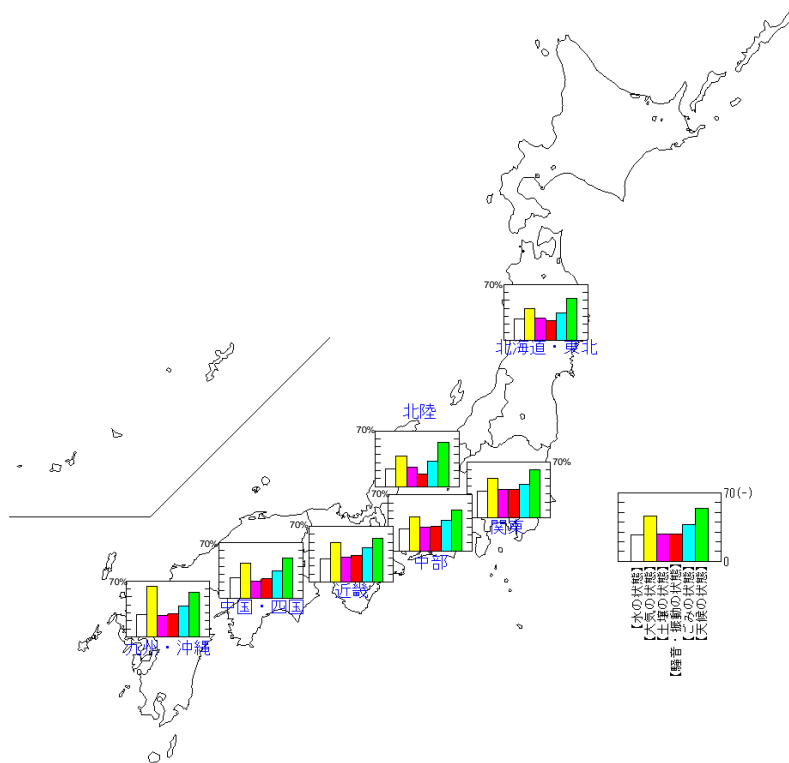 70%
北海道・東北
北陸
70%
70%
関東
70%
中部
70%
近畿
70%
中国・四国
70%
九州・沖縄
70(-)
0
【水の状態】
【大気の状態】
【土壌の状態】
【騒音・振動の状態】
【ごみの状態】
【天候の状態】